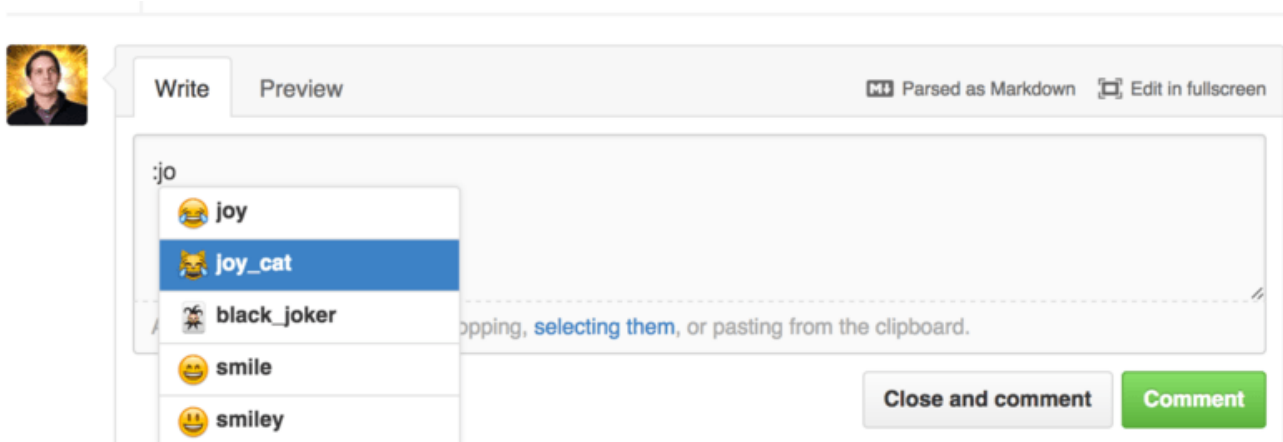 Write Preview Parsed as Markdown Edit in fullscreen
:jo
joy
joy_cat
black_joker
opping, selecting them, or pasting from the clipboard.
smile
Close and comment Comment
smiley